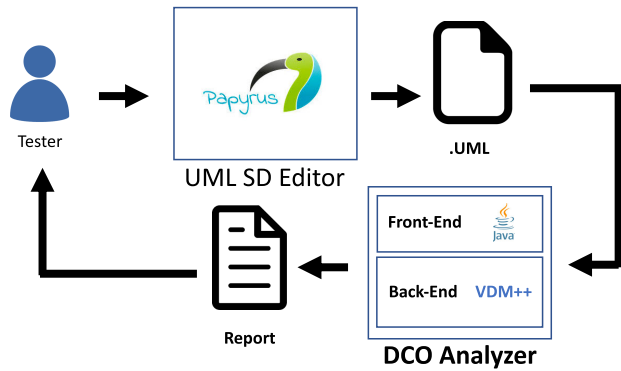 Papyrus
Tester
UML SD Editor
.UML
Front-End
Java
Back-End VDM++
Report
DCO Analyzer